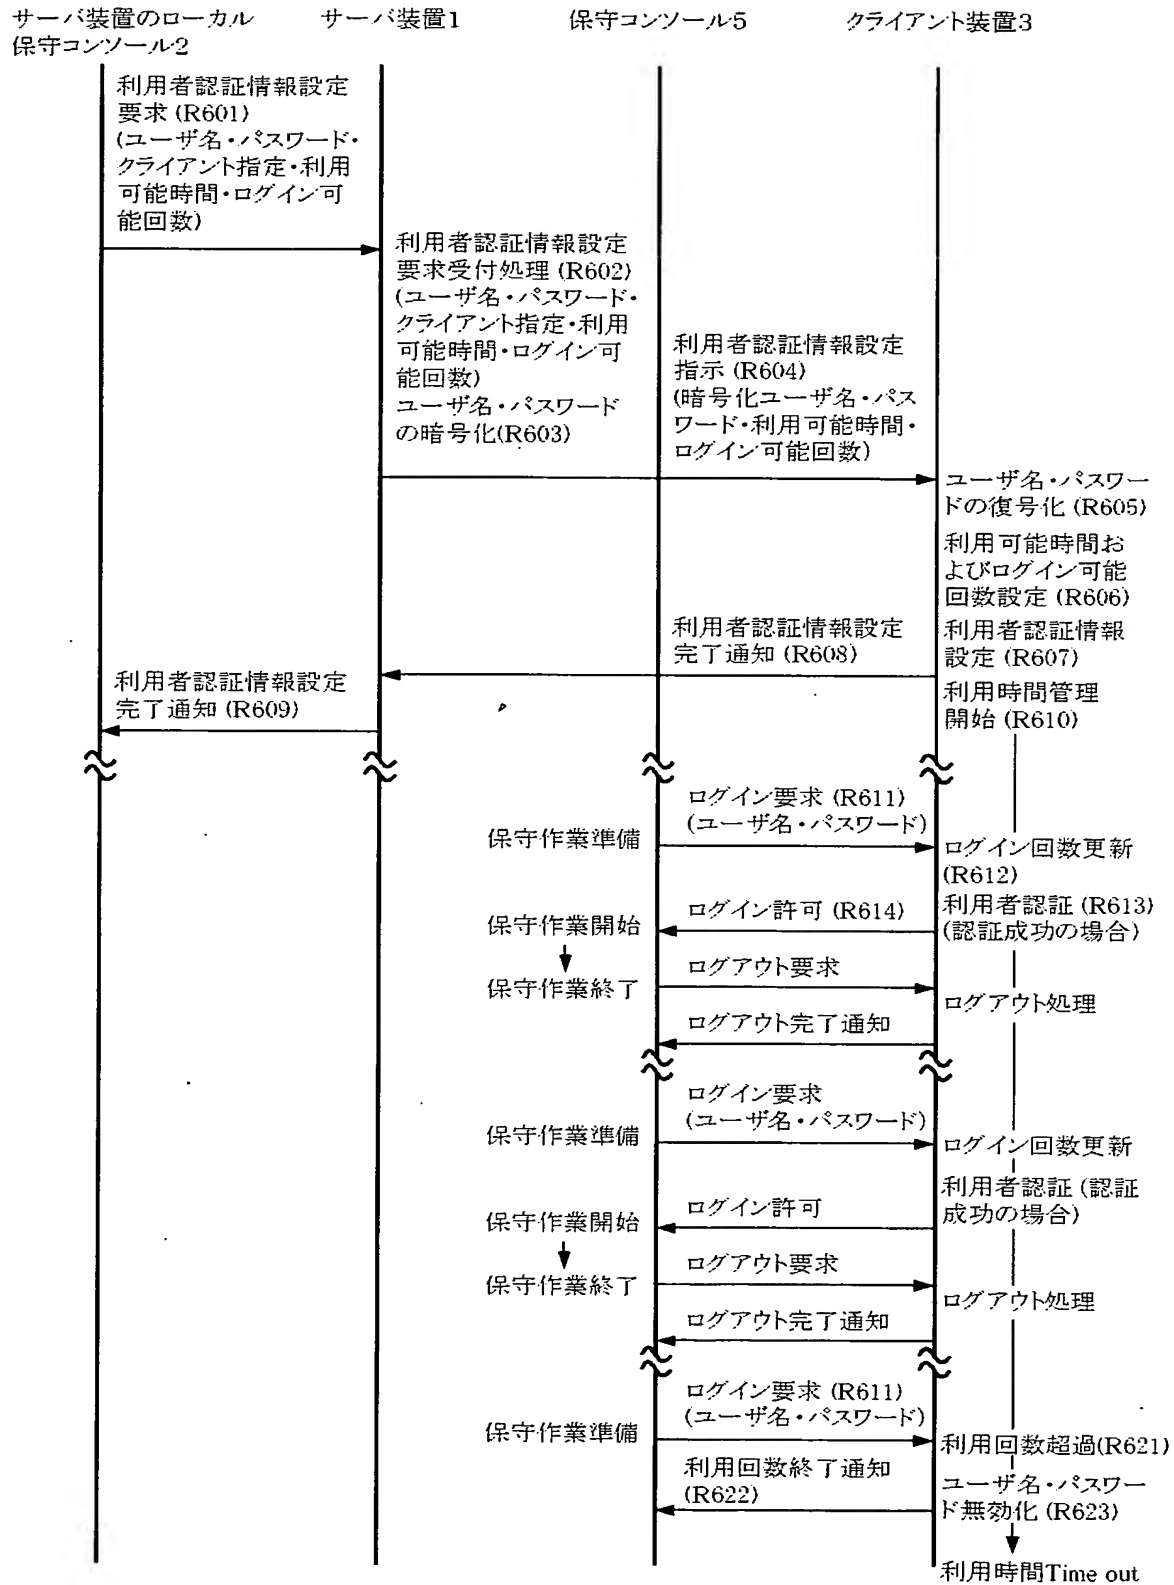 サーバ装置のローカル
保守コンソール2
サーバ装置1
保守コンソール5
クライアント装置3
利用者認証情報設定
要求 (R601)
(ユーザ名・パスワード・
クライアント指定・利用
可能時間・ログイン可
能回数)
利用者認証情報設定
要求受付処理 (R602)
(ユーザ名・パスワード・
クライアント指定・利用
可能時間・ログイン可
能回数)
ユーザ名・パスワード
の暗号化(R603)
利用者認証情報設定
指示 (R604)
(暗号化ユーザ名・パス
ワード・利用可能時間・
ログイン可能回数)
ユーザ名・パスワー
ドの復号化 (R605)
利用可能時間お
よびログイン可能
回数設定 (R606)
利用者認証情報設定
完了通知 (R608)
利用者認証情報
設定 (R607)
利用者認証情報設定
完了通知 (R609)
利用時間管理
開始 (R610)
ログイン要求 (R611)
(ユーザ名・パスワード)
保守作業準備
ログイン回数更新
(R612)
ログイン許可 (R614)
利用者認証 (R613)
(認証成功の場合)
保守作業開始
ログアウト要求
保守作業終了
ログアウト処理
ログアウト完了通知
ログイン要求
(ユーザ名・パスワード)
保守作業準備
ログイン回数更新
利用者認証 (認証
成功の場合)
ログイン許可
保守作業開始
ログアウト要求
保守作業終了
ログアウト処理
ログアウト完了通知
ログイン要求 (R611)
(ユーザ名・パスワード)
保守作業準備
利用回数超過(R621)
利用回数終了通知
(R622)
ユーザ名・パスワー
ド無効化 (R623)
利用時間Time out